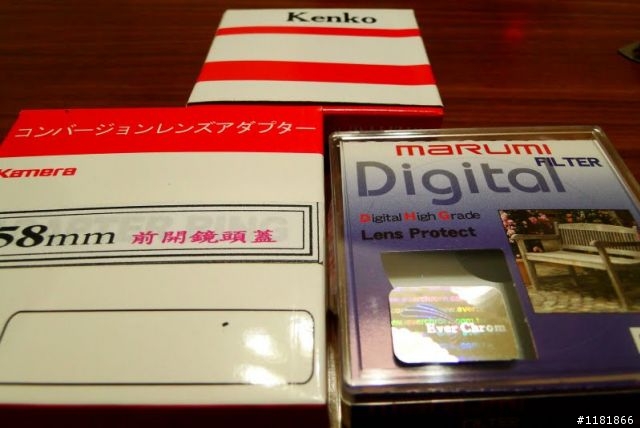 Kenko
コンバージョンレンズアダプター
Kamera
58mm 前開鏡頭蓋
marumi
Digital
FILTER
Digital High Grade
Lens Protect
Ever Chrom
#1181866